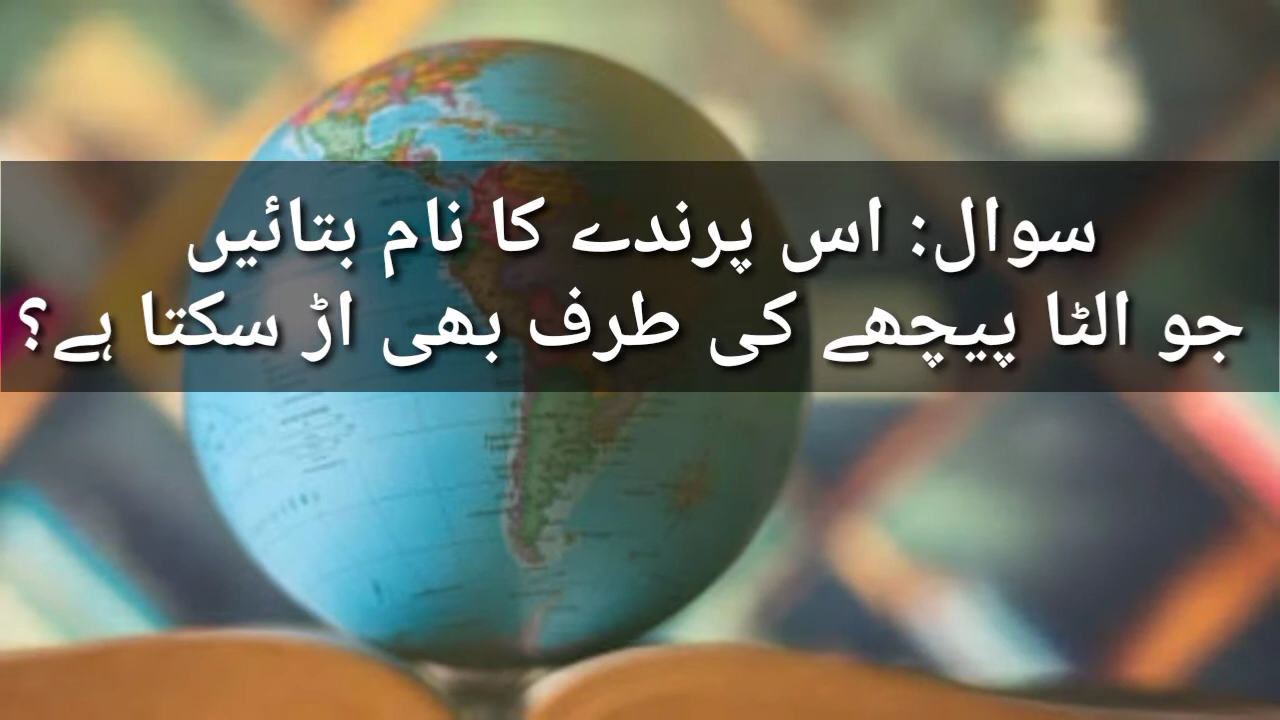 سوال: اس پرندے کا نام بتائیں
جو الٹا پیچھے کی طرف بھی اڑ سکتا ہے؟